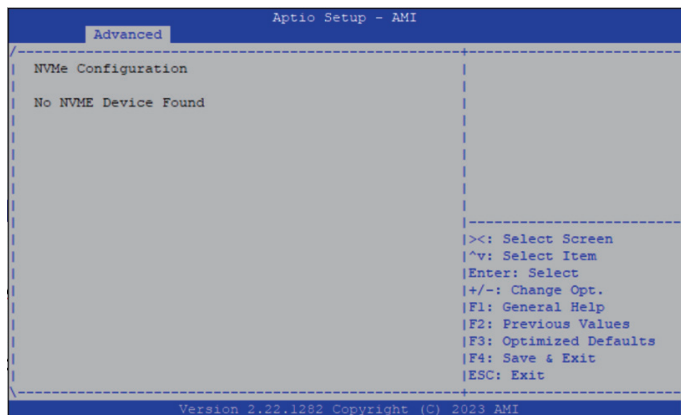 Aptio Setup - AMI
Advanced
NVMe Configuration
No NVME Device Found
><: Select Screen
^v: Select Item
Enter: Select
+/-: Change Opt.
F1: General Help
F2: Previous Values
F3: Optimized Defaults
F4: Save & Exit
ESC: Exit
Version 2.22.1282 Copyright (C) 2023 AMI